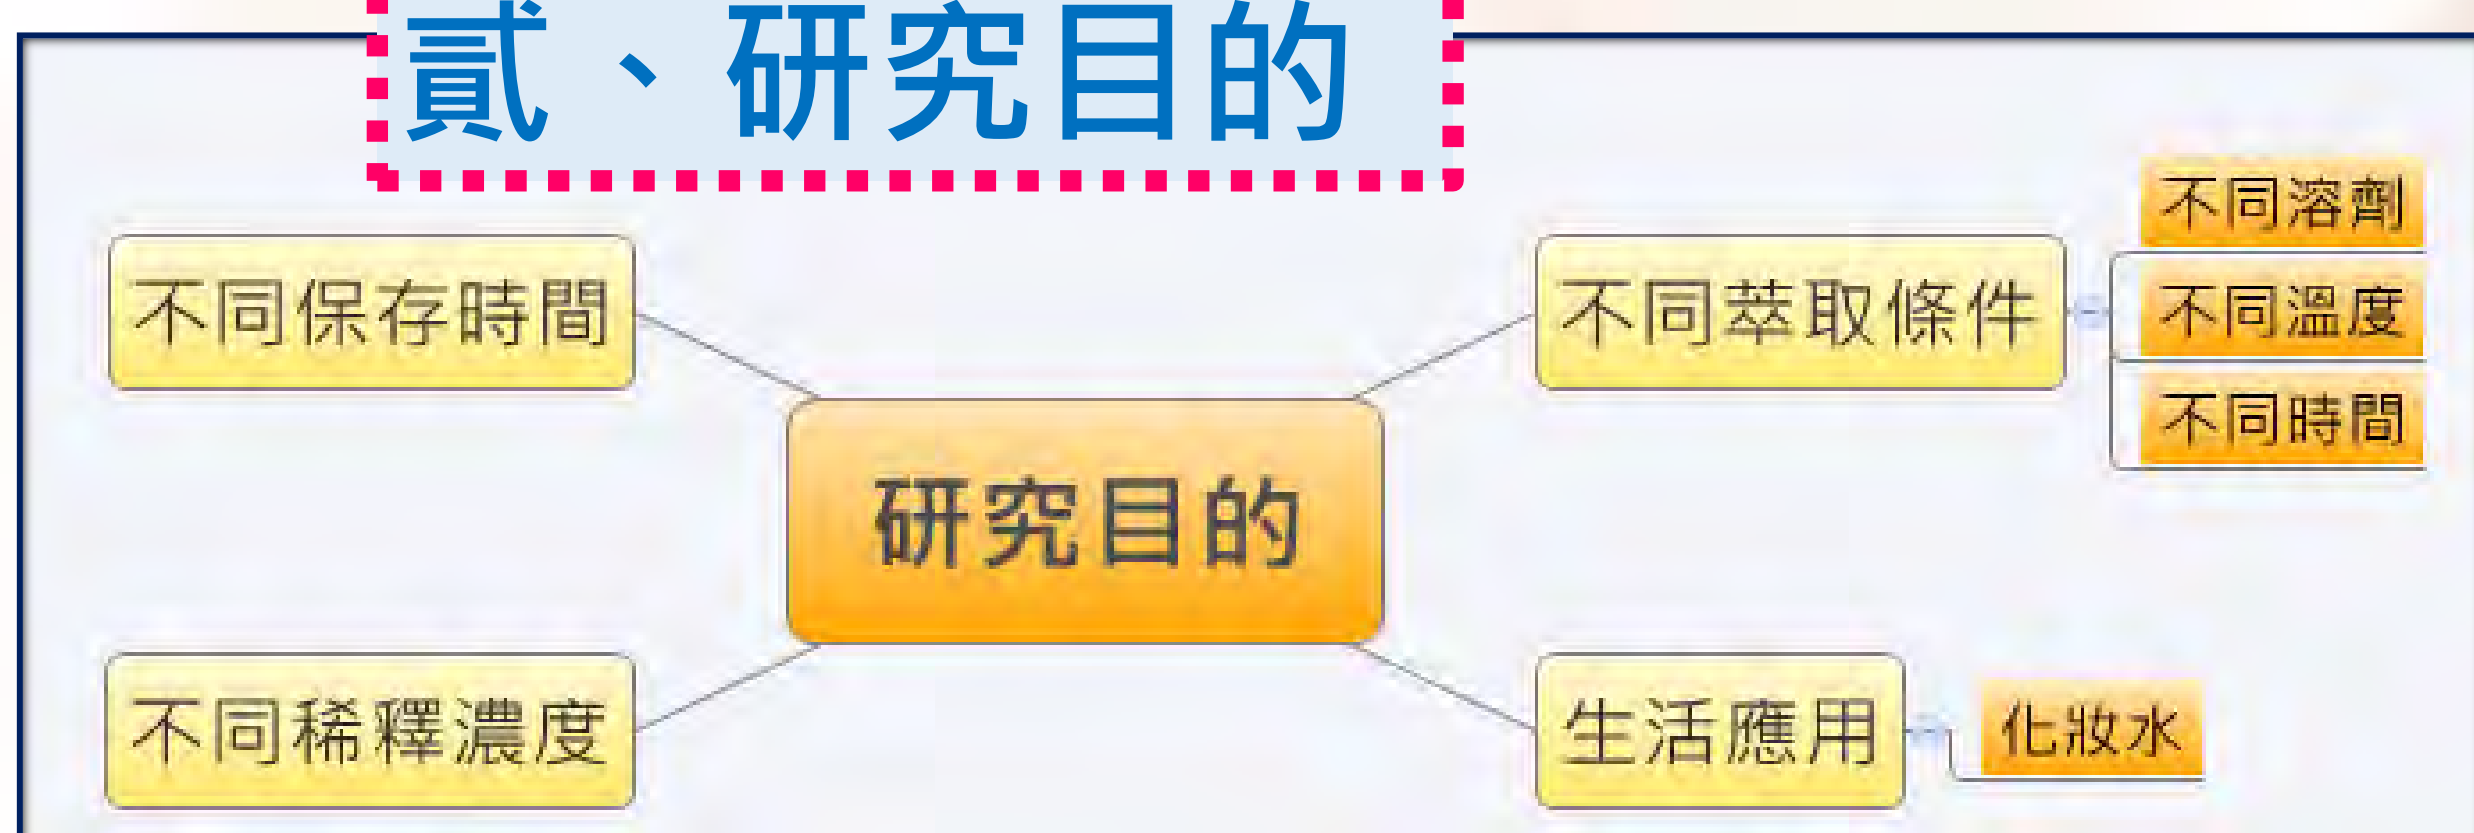 貳、研究目的
不同保存時間
不同萃取條件
不同溶劑
不同溫度
不同時間
研究目的
不同稀釋濃度
生活應用
化妝水